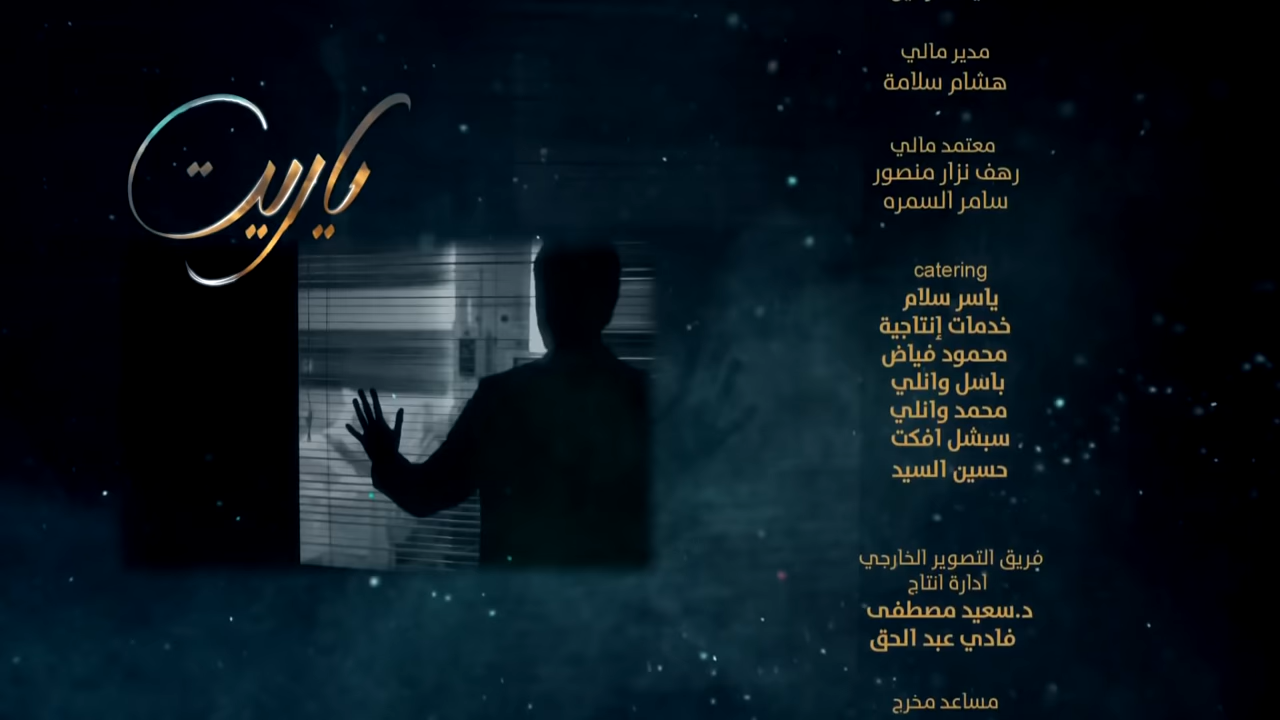 ياريت
مدير مالي
هشام سلامة
معتمد مالي
رهف نزار منصور
سامر السمره
catering
ياسر سلام
خدمات إنتاجية
محمود فياض
باسل وانلي
محمد وانلي
سبشل افكت
حسين السيد
فريق التصوير الخارجي
ادارة انتاج
د.سعيد مصطفى
فادي عبد الحق
مساعد مخرج